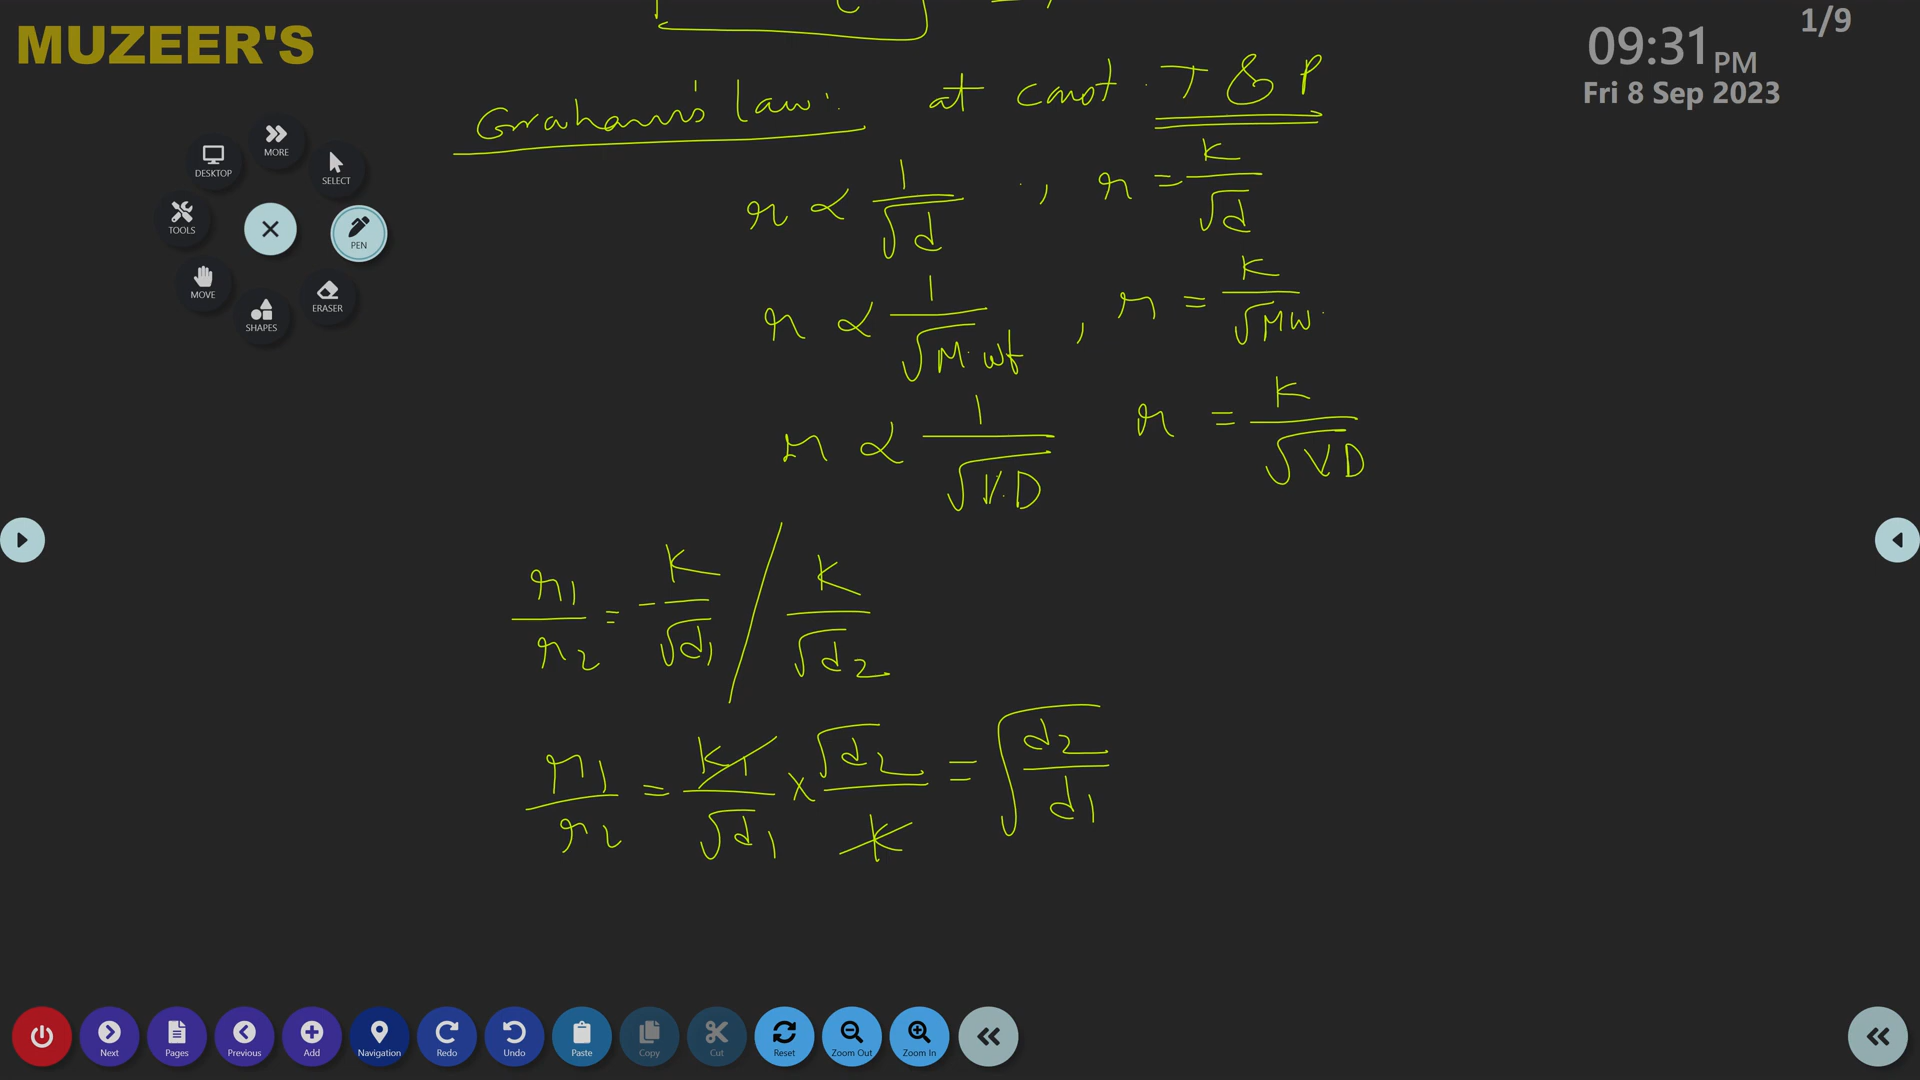 MUZEER'S
1/9
09:31 PM
Fri 8 Sep 2023
Graham's law: at const. T & P
r ∝ 1/√d , r = K/√d
r ∝ 1/√M.wt , r = K/√MW.
r ∝ 1/√V.D r = K/√VD
r1/r2 = - K/√d1 / K/√d2
r1/r2 = K1/√d1 × √d2/K = √(d2/d1)
MORE
DESKTOP
SELECT
TOOLS
PEN
MOVE
ERASER
SHAPES
Next Pages Previous Add Navigation Redo Undo Paste Copy Cut Reset Zoom Out Zoom In